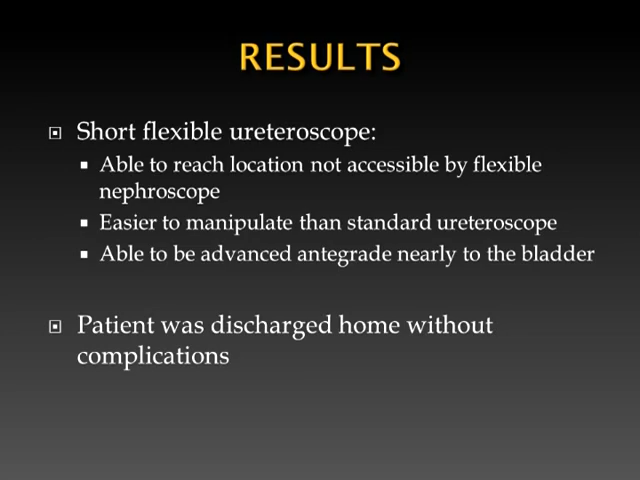 RESULTS
Short flexible ureteroscope:
Able to reach location not accessible by flexible
nephroscope
Easier to manipulate than standard ureteroscope
Able to be advanced antegrade nearly to the bladder
Patient was discharged home without
complications